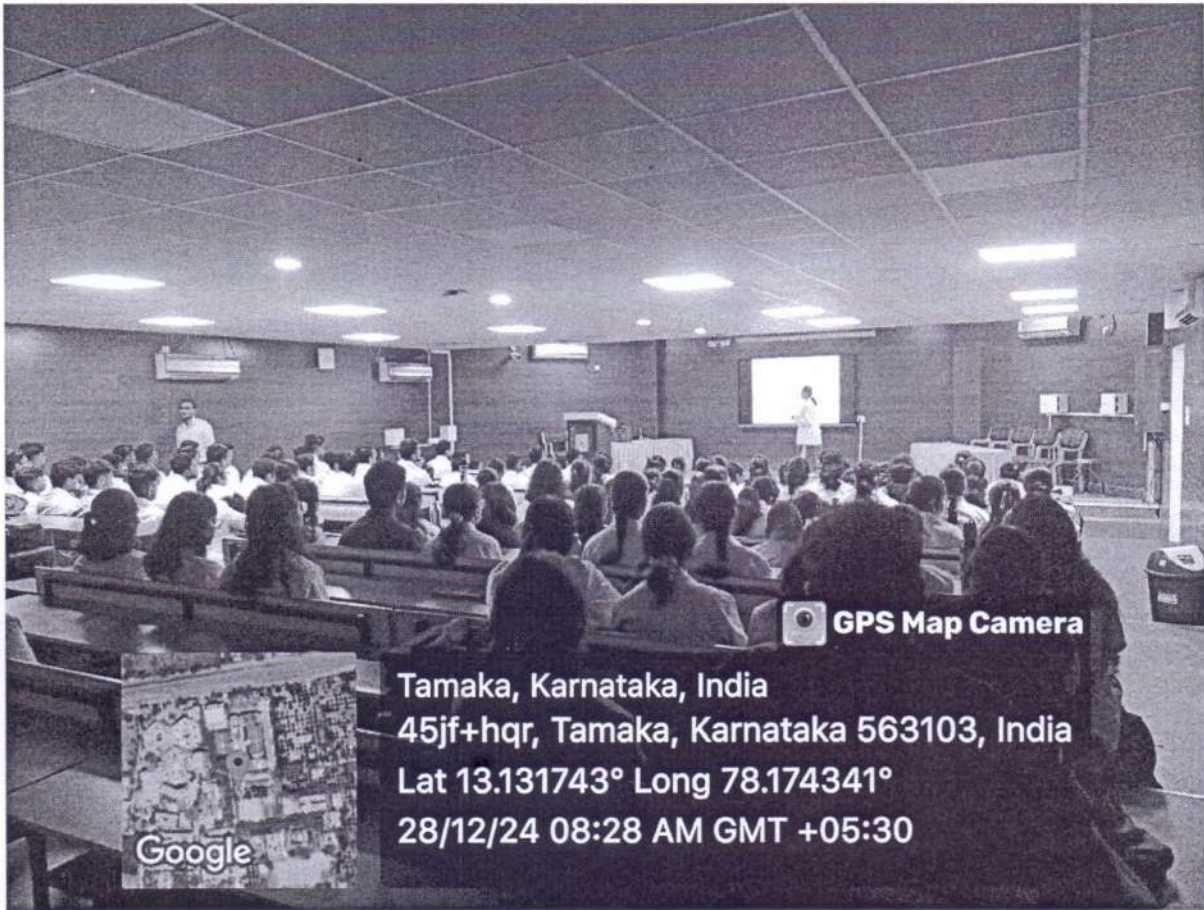 GPS Map Camera
Tamaka, Karnataka, India
45jf+hqr, Tamaka, Karnataka 563103, India
Lat 13.131743° Long 78.174341°
28/12/24 08:28 AM GMT +05:30
Google